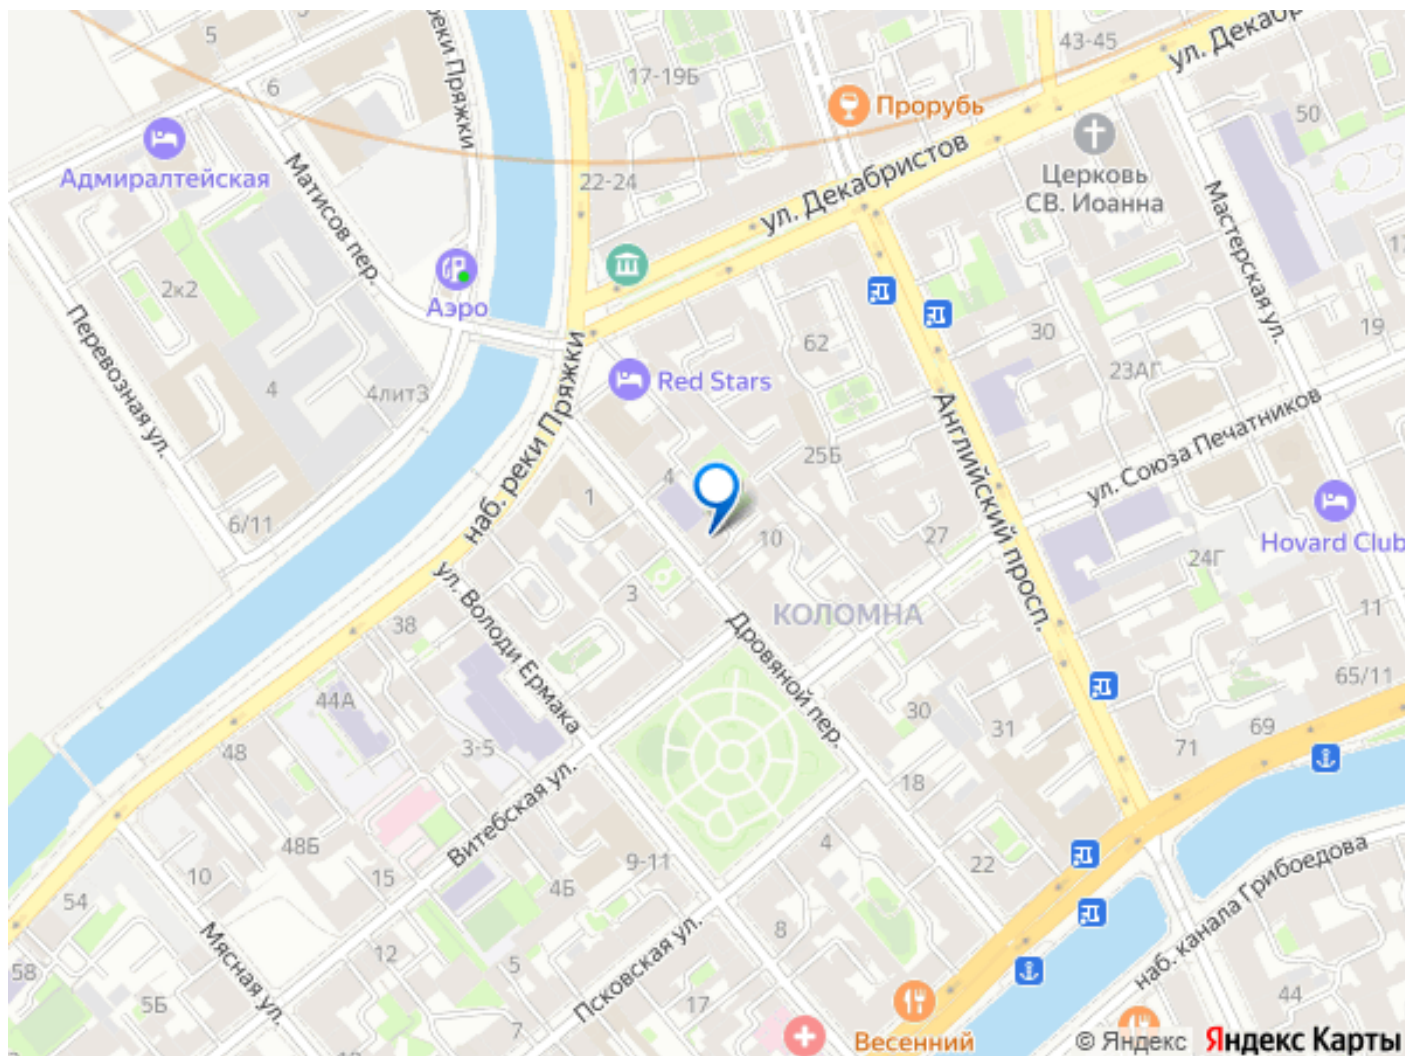 5
6
реки Пряжки
17-19Б
43-45
ул. Декабр
Прорубь
50
Адмиралтейская
Матисов пер.
22-24
ул. Декабристов
Церковь
СВ. Иоанна
Мастерская ул.
17
2к2
Аэро
Перевозная ул.
62
30
19
4
4лит3
наб. реки Пряжки
Red Stars
23АГ
Английский просп.
ул. Союза Печатников
25Б
4
1
6/11
10
27
Hovard Club
24Г
ул. Володи Ермака
3
КОЛОМНА
Дровяной пер.
11
38
65/11
44А
30
31
69
71
48
3-5
18
Витебская ул.
48Б
4
22
9-11
10
15
4Б
наб. канала Грибоедова
54
Мясная ул.
8
Псковская ул.
12
5
58
5Б
17
44
7
Весенний
© Яндекс Яндекс Карты